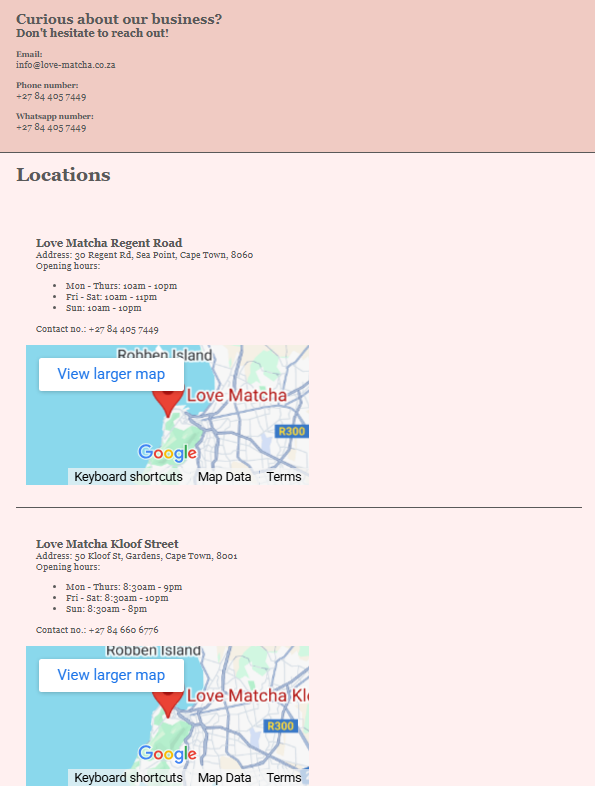 Curious about our business?
Don't hesitate to reach out!
Email:
info@love-matcha.co.za
Phone number:
+27 84 405 7449
Whatsapp number:
+27 84 405 7449
Locations
Love Matcha Regent Road
Address: 30 Regent Rd, Sea Point, Cape Town, 8060
Opening hours:
• Mon - Thurs: 10am - 10pm
• Fri - Sat: 10am - 11pm
• Sun: 10am - 10pm
Contact no.: +27 84 405 7449
Robben Island
View larger map
Love Matcha
R300
Google
Keyboard shortcuts Map Data Terms
Love Matcha Kloof Street
Address: 50 Kloof St, Gardens, Cape Town, 8001
Opening hours:
• Mon - Thurs: 8:30am - 9pm
• Fri - Sat: 8:30am - 10pm
• Sun: 8:30am - 8pm
Contact no.: +27 84 660 6776
Robben Island
View larger map
Love Matcha Klo
R300
Google
Keyboard shortcuts Map Data Terms